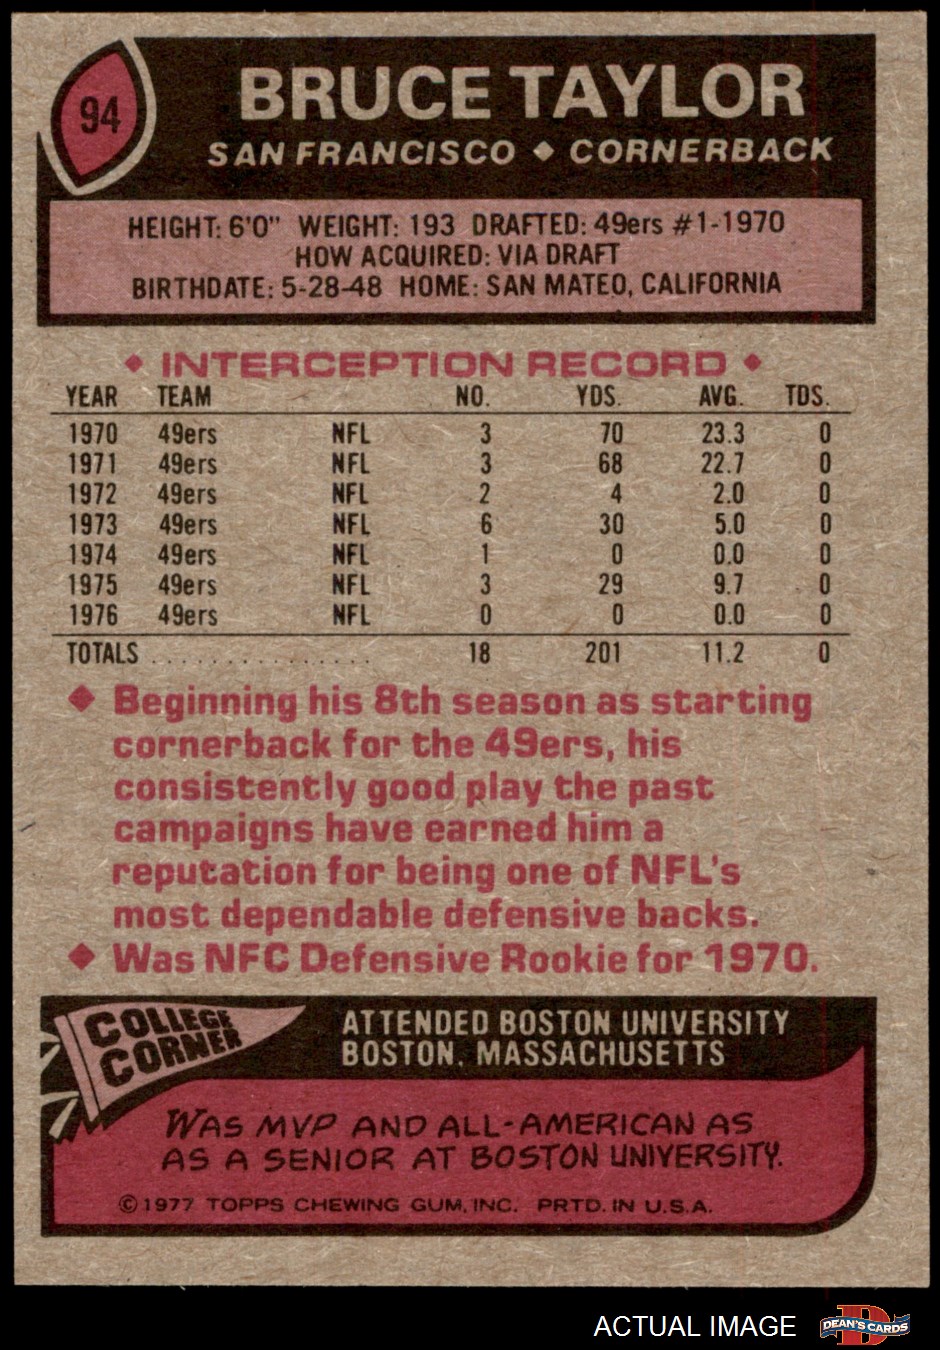 94
BRUCE TAYLOR
SAN FRANCISCO ◆ CORNERBACK
HEIGHT: 6'0" WEIGHT: 193 DRAFTED: 49ers #1-1970
HOW ACQUIRED: VIA DRAFT
BIRTHDATE: 5-28-48 HOME: SAN MATEO, CALIFORNIA
◆ INTERCEPTION RECORD ◆
YEAR TEAM NO. YDS. AVG. TDS.
1970 49ers NFL 3 70 23.3 0
1971 49ers NFL 3 68 22.7 0
1972 49ers NFL 2 4 2.0 0
1973 49ers NFL 6 30 5.0 0
1974 49ers NFL 1 0 0.0 0
1975 49ers NFL 3 29 9.7 0
1976 49ers NFL 0 0 0.0 0
TOTALS . . . . . . . . . . . . . . . 18 201 11.2 0
◆ Beginning his 8th season as starting
cornerback for the 49ers, his
consistently good play the past
campaigns have earned him a
reputation for being one of NFL's
most dependable defensive backs.
◆ Was NFC Defensive Rookie for 1970.
COLLEGE
CORNER
ATTENDED BOSTON UNIVERSITY
BOSTON, MASSACHUSETTS
WAS MVP AND ALL-AMERICAN AS
AS A SENIOR AT BOSTON UNIVERSITY.
© 1977 TOPPS CHEWING GUM, INC. PRTD. IN U.S.A.
ACTUAL IMAGE
D
DEAN'S CARDS